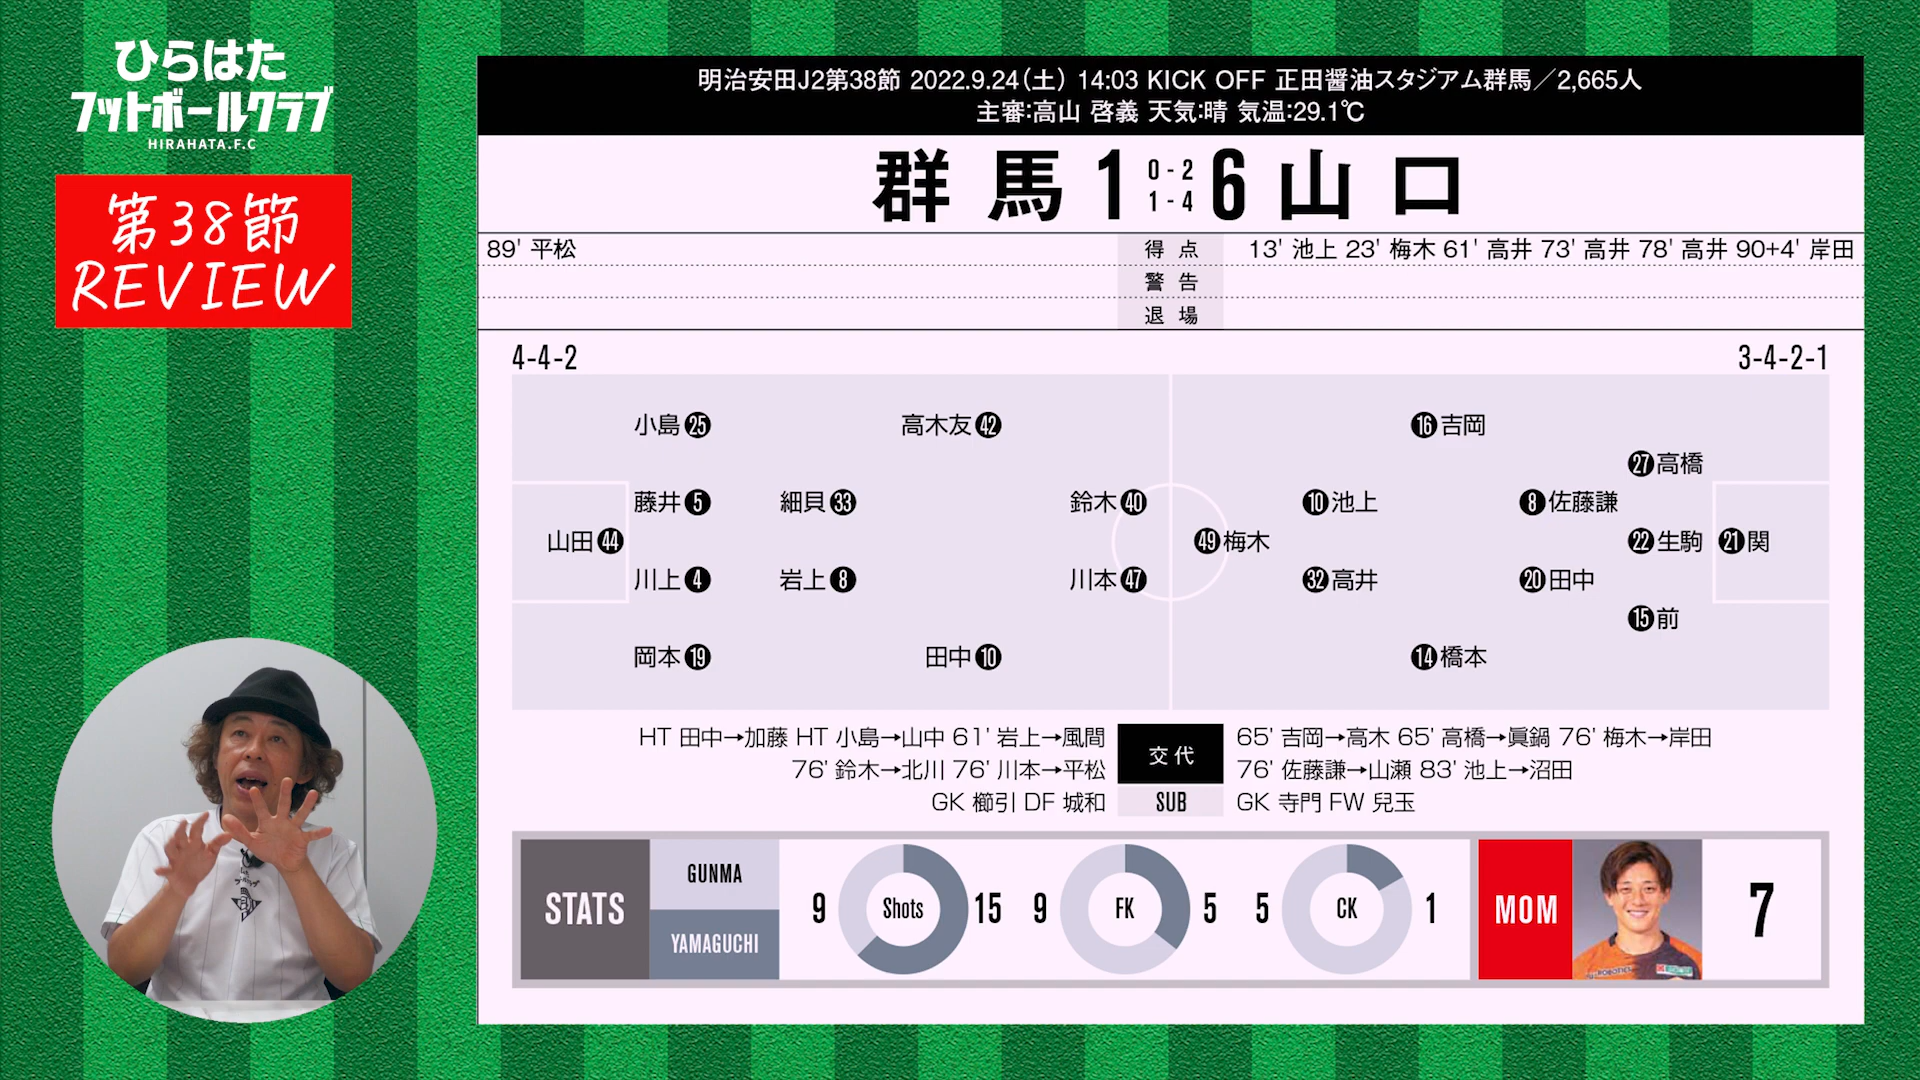 ひらはた
フットボールクラブ
HIRAHATA.F.C
第38節
REVIEW
明治安田J2第38節 2022.9.24(土) 14:03 KICK OFF 正田醤油スタジアム群馬／2,665人
主審:高山 啓義 天気:晴 気温:29.1℃
群馬 1 0-2 6 山口
1-4
89' 平松 得点 13' 池上 23' 梅木 61' 高井 73' 高井 78' 高井 90+4' 岸田
警告
退場
4-4-2 3-4-2-1
小島 25 高木友 42 16 吉岡
27 高橋
藤井 5 細貝 33 鈴木 40 10 池上 8 佐藤謙
山田 44 49 梅木 22 生駒 21 関
川上 4 岩上 8 川本 47 32 高井 20 田中
15 前
岡本 19 田中 10 14 橋本
HT 田中→加藤 HT 小島→山中 61' 岩上→風間 交代 65' 吉岡→高木 65' 高橋→眞鍋 76' 梅木→岸田
76' 鈴木→北川 76' 川本→平松 76' 佐藤謙→山瀬 83' 池上→沼田
GK 櫛引 DF 城和 SUB GK 寺門 FW 兒玉
STATS GUNMA 9 Shots 15 9 FK 5 5 CK 1 MOM 7
YAMAGUCHI